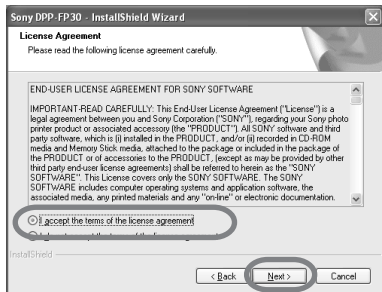 Sony DPP-FP30 - InstallShield Wizard
License Agreement
Please read the following license agreement carefully.
END-USER LICENSE AGREEMENT FOR SONY SOFTWARE
IMPORTANT-READ CAREFULLY: This End-User License Agreement ("License") is a
legal agreement between you and Sony Corporation ("SONY"), regarding your Sony photo
printer product or associated accessory (the "PRODUCT"). All SONY software and third
party software, which is (i) installed in the PRODUCT, and/or (ii) recorded in CD-ROM
media and Memory Stick media, attached to the package or included in the package of
the PRODUCT or of accessories to the PRODUCT, (except as may be provided by other
third party end-user license agreements) shall be referred to herein as the "SONY
SOFTWARE". This License covers only the SONY SOFTWARE. The SONY
SOFTWARE includes computer operating systems and application software, the
associated media, any printed materials and any "on-line" or electronic documentation.
I accept the terms of the license agreement
InstallShield
< Back
Next >
Cancel